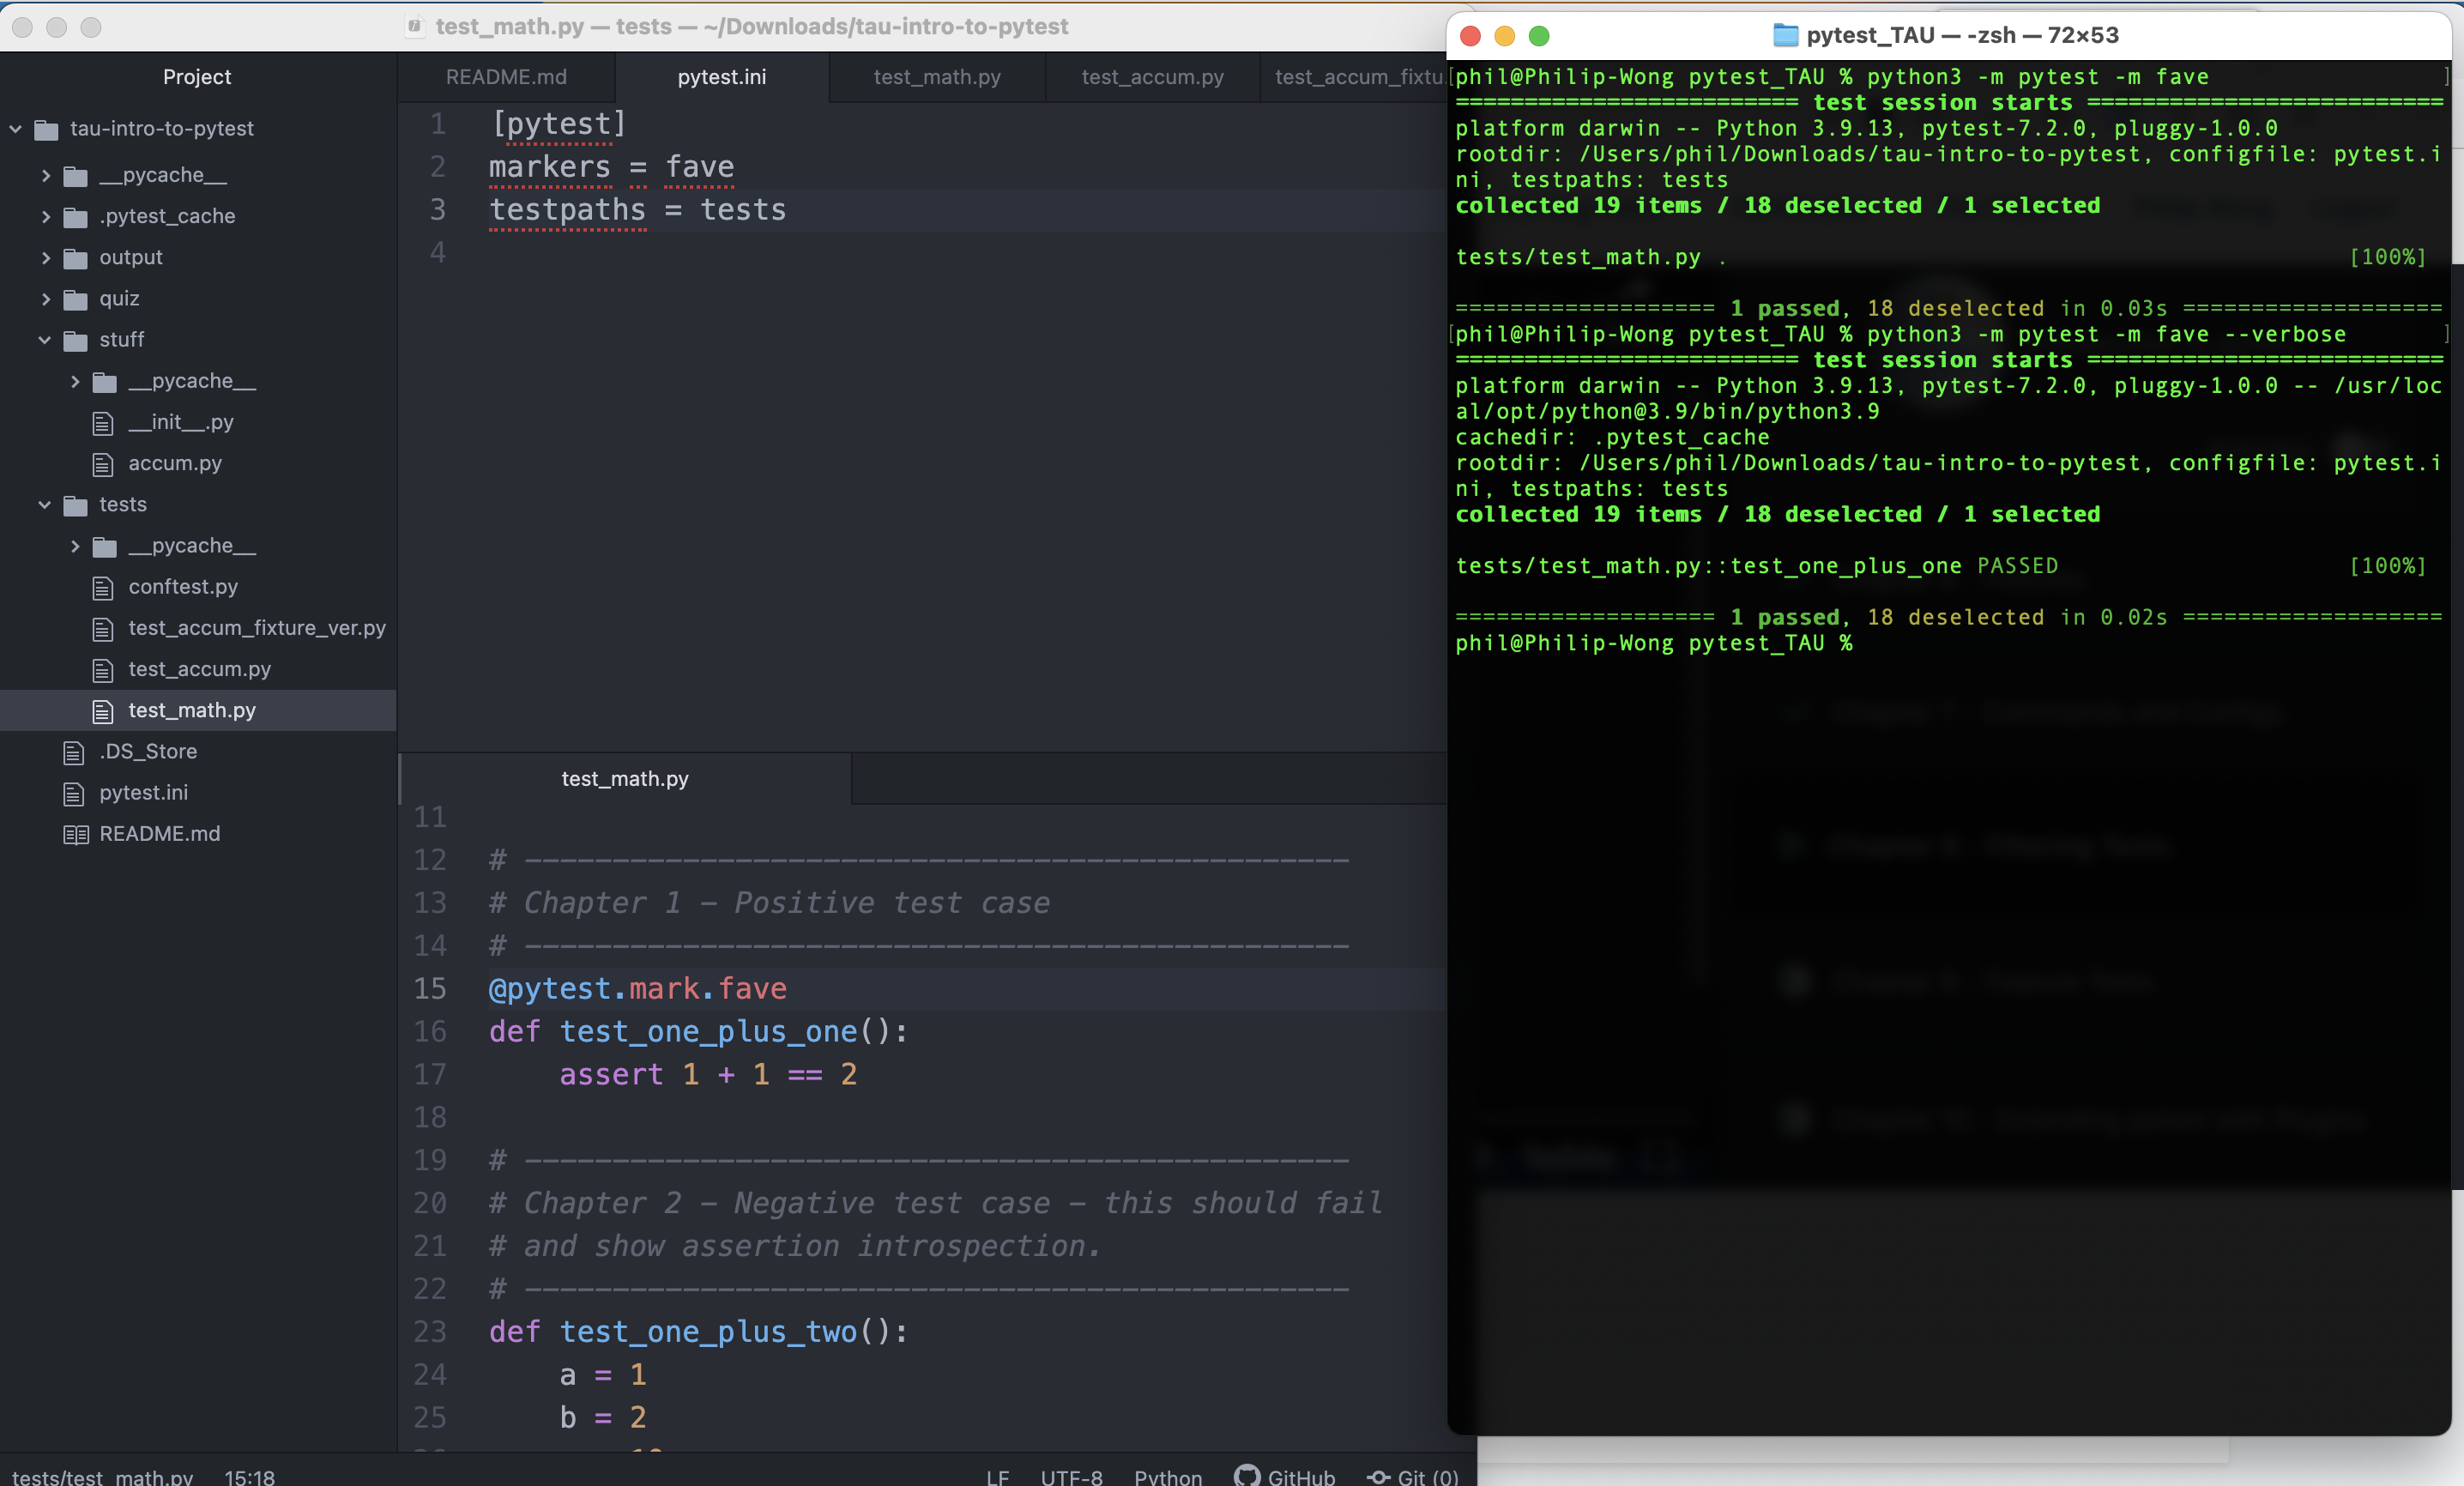 test_math.py — tests — ~/Downloads/tau-intro-to-pytest
Project
tau-intro-to-pytest
__pycache__
.pytest_cache
output
quiz
stuff
__pycache__
__init__.py
accum.py
tests
__pycache__
conftest.py
test_accum_fixture_ver.py
test_accum.py
test_math.py
.DS_Store
pytest.ini
README.md
README.md
pytest.ini
test_math.py
test_accum.py
test_accum_fixtu
1 [pytest]
2 markers = fave
3 testpaths = tests
4
test_math.py
11
12 # -----------------------------------------------
13 # Chapter 1 - Positive test case
14 # -----------------------------------------------
15 @pytest.mark.fave
16 def test_one_plus_one():
17     assert 1 + 1 == 2
18
19 # -----------------------------------------------
20 # Chapter 2 - Negative test case - this should fail
21 # and show assertion introspection.
22 # -----------------------------------------------
23 def test_one_plus_two():
24     a = 1
25     b = 2
tests/test_math.py 15:18 LF UTF-8 Python GitHub Git (0)
pytest_TAU — -zsh — 72×53
[phil@Philip-Wong pytest_TAU % python3 -m pytest -m fave ]
========================= test session starts ==========================
platform darwin -- Python 3.9.13, pytest-7.2.0, pluggy-1.0.0
rootdir: /Users/phil/Downloads/tau-intro-to-pytest, configfile: pytest.i
ni, testpaths: tests
collected 19 items / 18 deselected / 1 selected
tests/test_math.py . [100%]
=================== 1 passed, 18 deselected in 0.03s ===================
[phil@Philip-Wong pytest_TAU % python3 -m pytest -m fave --verbose ]
========================= test session starts ==========================
platform darwin -- Python 3.9.13, pytest-7.2.0, pluggy-1.0.0 -- /usr/loc
al/opt/python@3.9/bin/python3.9
cachedir: .pytest_cache
rootdir: /Users/phil/Downloads/tau-intro-to-pytest, configfile: pytest.i
ni, testpaths: tests
collected 19 items / 18 deselected / 1 selected
tests/test_math.py::test_one_plus_one PASSED [100%]
=================== 1 passed, 18 deselected in 0.02s ===================
phil@Philip-Wong pytest_TAU %